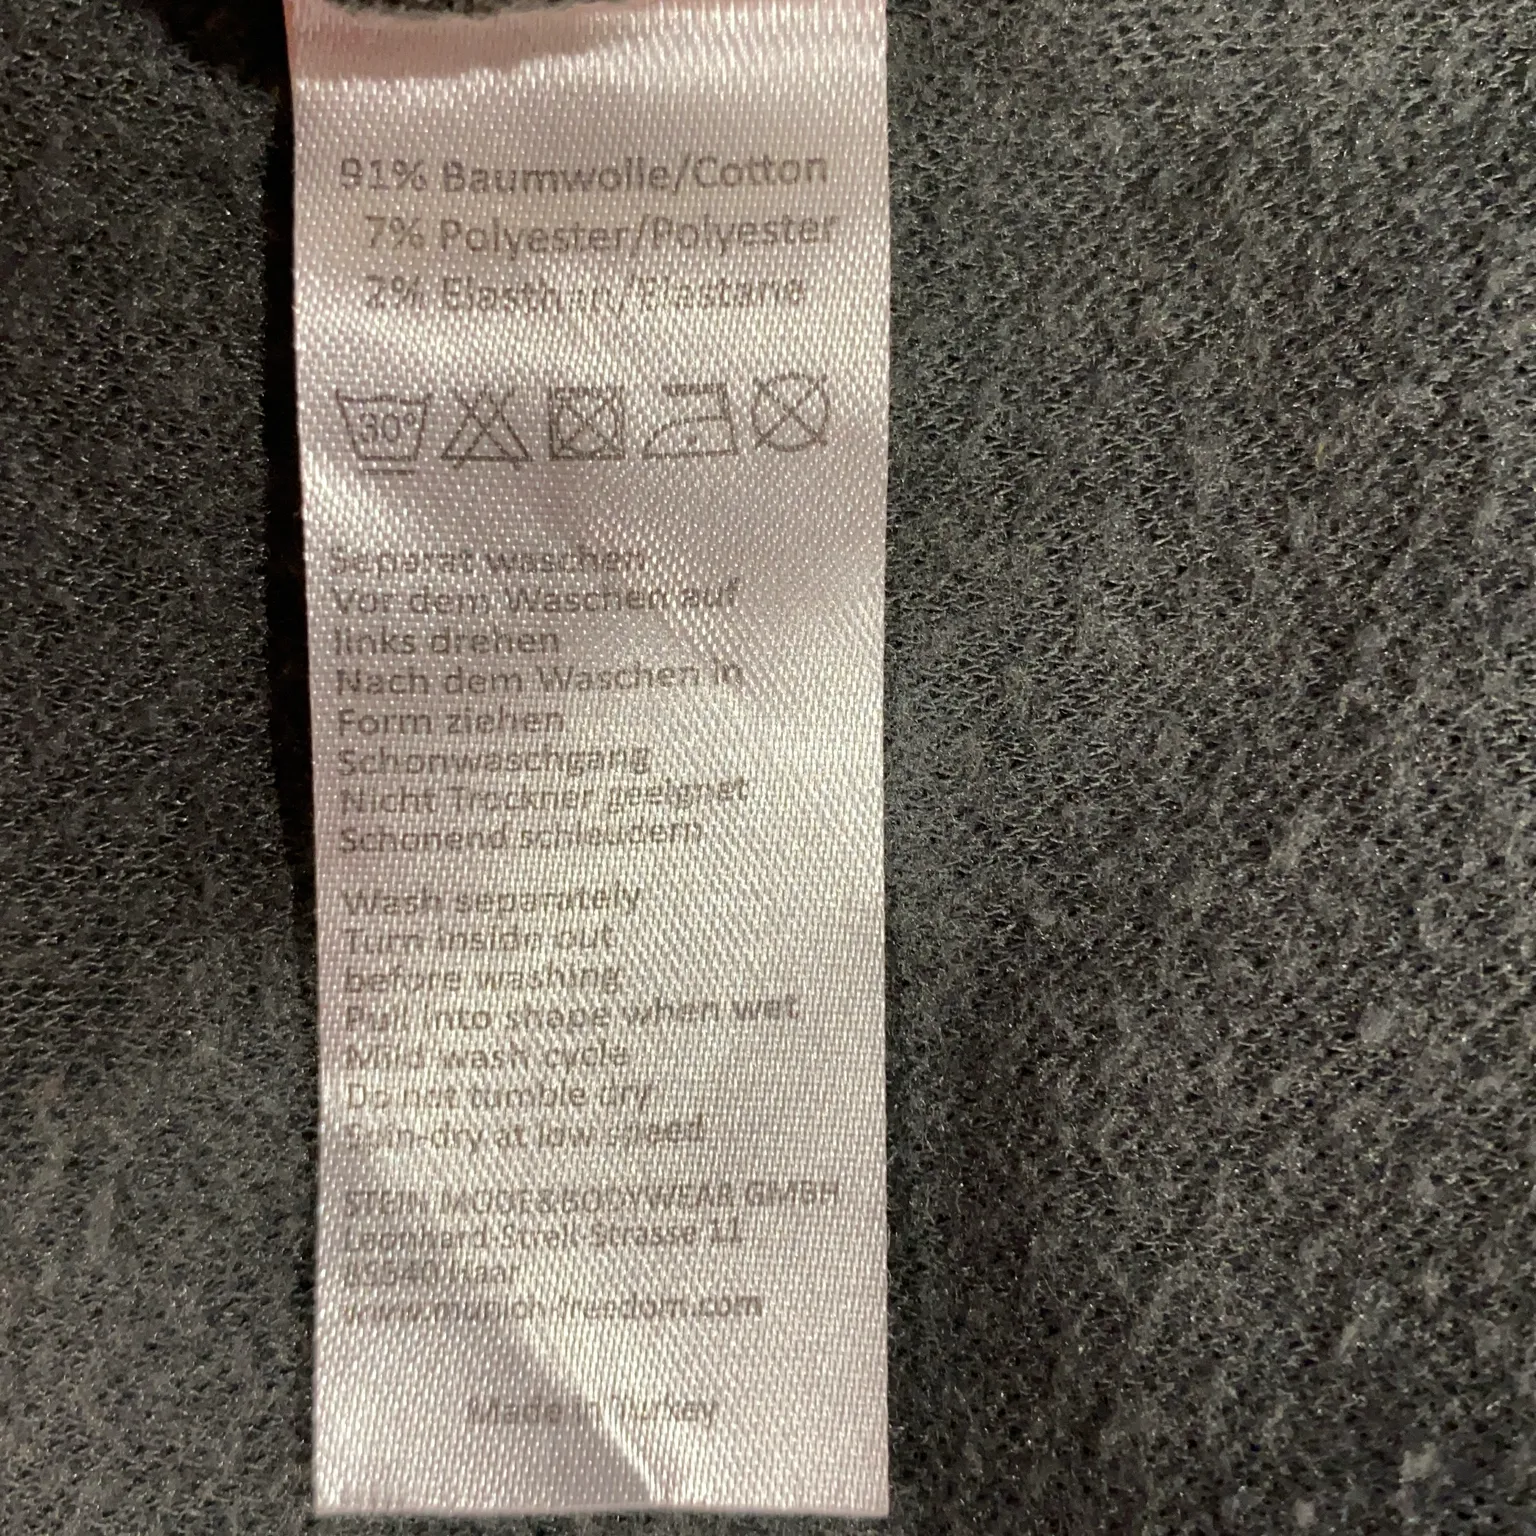 91% Baumwolle/Cotton
7% Polyester/Polyester
2% Elasthan/Elastane
30°
Separat waschen
Vor dem Waschen auf
links drehen
Nach dem Waschen in
Form ziehen
Schonwaschgang
Nicht Trockner geeignet
Schonend schleudern
Wash separately
Turn inside out
before washing
Pull into shape when wet
Mild wash cycle
Do not tumble dry
Spin-dry at low speed
MODE&BODYWEAR GMBH
Strasse 11
www.munich-freedom.com
Made in Turkey